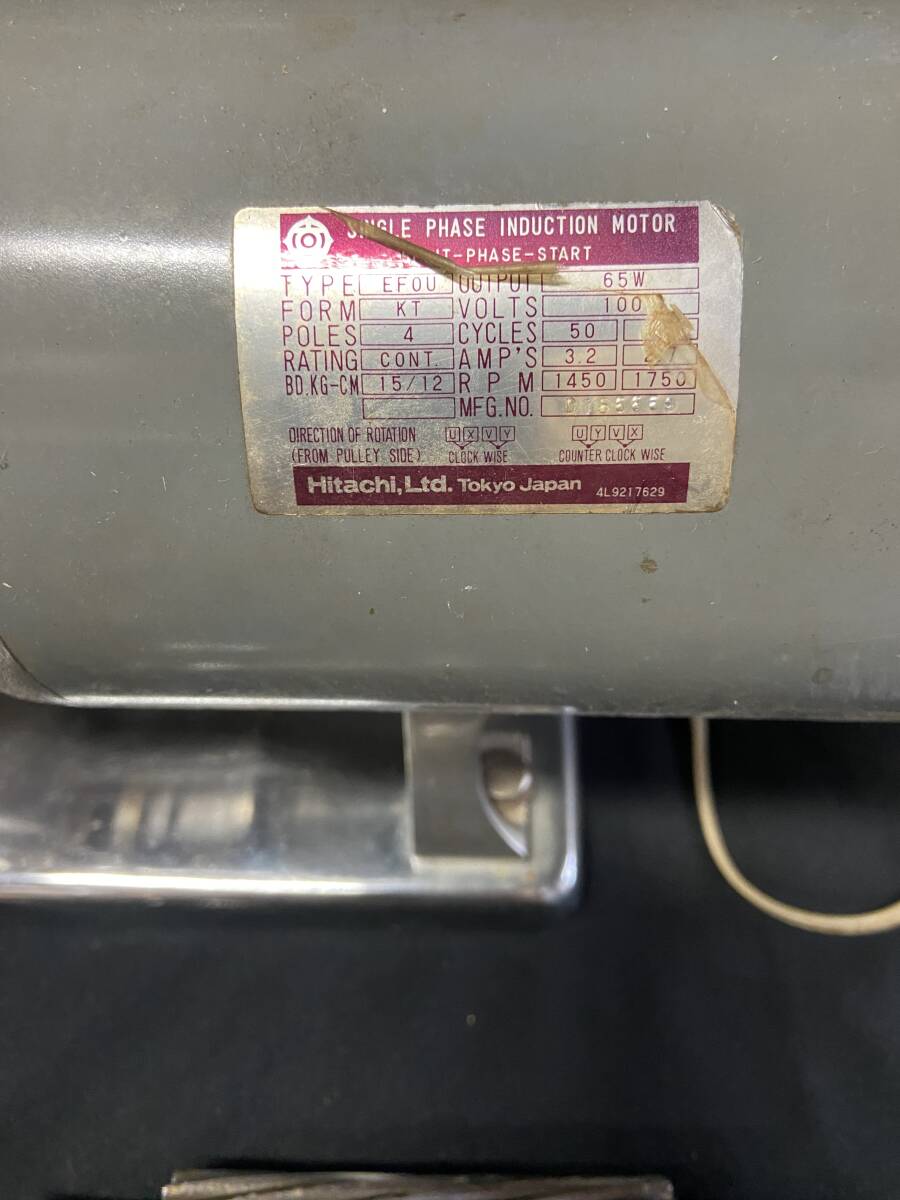 SINGLE PHASE INDUCTION MOTOR
-PHASE-START
TYPE EFOU OUTPUT 65W
FORM KT VOLTS 100
POLES 4 CYCLES 50
RATING CONT. AMP'S 3.2
BD.KG-CM 15/12 RPM 1450 1750
MFG.NO.
DIRECTION OF ROTATION U X V Y U Y V X
(FROM PULLEY SIDE) CLOCK WISE COUNTER CLOCK WISE
Hitachi, Ltd. Tokyo Japan 4L9217629